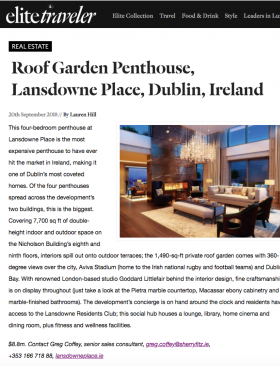 elite traveler
Elite Collection Travel Food & Drink Style Leaders in Lu
REAL ESTATE
Roof Garden Penthouse,
Lansdowne Place, Dublin, Ireland
20th September 2018 // By Lauren Hill
This four-bedroom penthouse at
Lansdowne Place is the most
expensive penthouse to have ever
hit the market in Ireland, making it
one of Dublin's most coveted
homes. Of the four penthouses
spread across the development's
two buildings, this is the biggest.
Covering 7,700 sq ft of double-
height indoor and outdoor space on
the Nicholson Building's eighth and
ninth floors, interiors spill out onto outdoor terraces; the 1,490-sq-ft private roof garden comes with 360-
degree views over the city, Aviva Stadium (home to the Irish national rugby and football teams) and Dubli
Bay. With renowned London-based studio Goddard Littlefair behind the interior design, fine craftsmanshi
is on display throughout (just take a look at the Pietra marble countertop, Macassar ebony cabinetry and
marble-finished bathrooms). The development's concierge is on hand around the clock and residents hav
access to the Lansdowne Residents Club; this social hub houses a lounge, library, home cinema and
dining room, plus fitness and wellness facilities.
$8.8m. Contact Greg Coffey, senior sales consultant, greg.coffey@sherryfitz.ie,
+353 166 718 88, lansdowneplace.ie